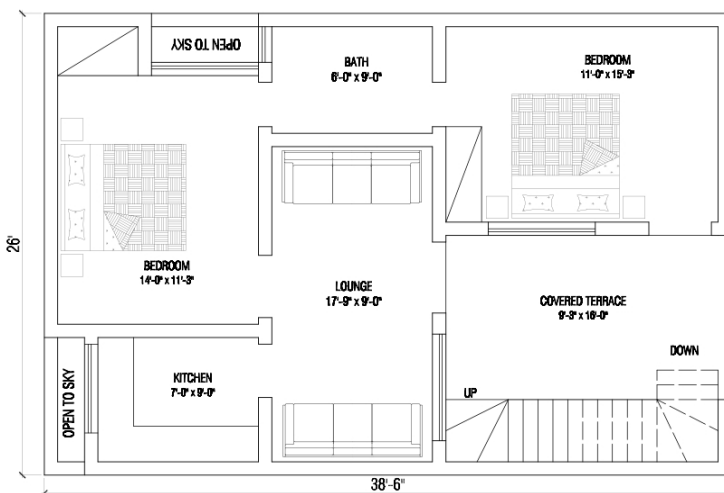 OPEN TO SKY
BATH
6'-0" x 9'-0"
BEDROOM
11'-0" x 15'-3"
26'
BEDROOM
14'-0" x 11'-3"
LOUNGE
17'-9" x 9'-0"
COVERED TERRACE
9'-3" x 16'-0"
OPEN TO SKY
KITCHEN
7'-0" x 9'-0"
UP
DOWN
38'-6"